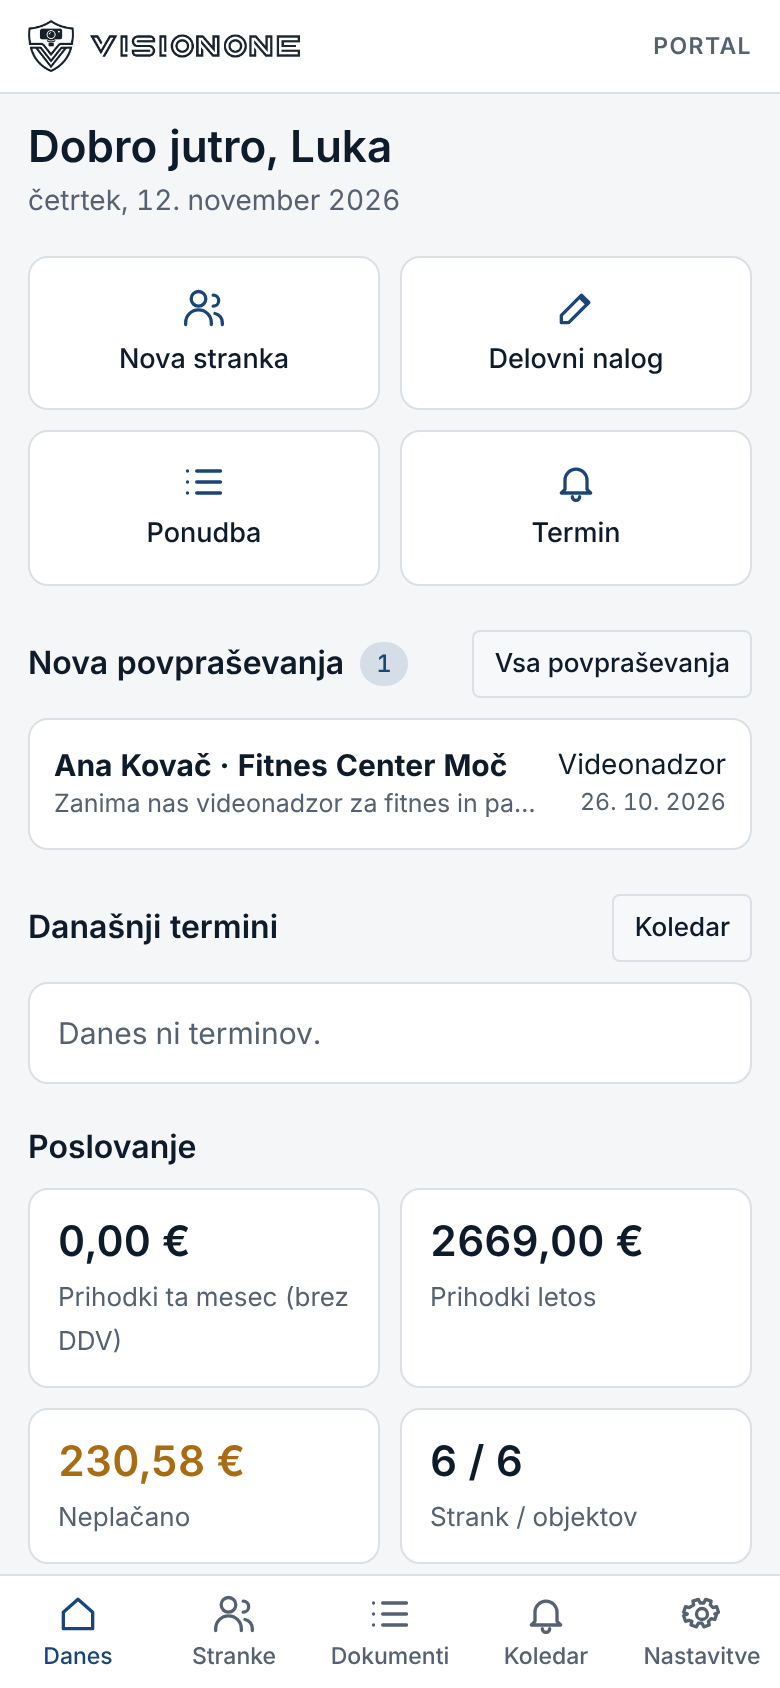 VISIONONE
PORTAL
Dobro jutro, Luka
četrtek, 12. november 2026
Nova stranka
Delovni nalog
Ponudba
Termin
Nova povpraševanja 1
Vsa povpraševanja
Ana Kovač · Fitnes Center Moč
Videonadzor
Zanima nas videonadzor za fitnes in pa...
26. 10. 2026
Današnji termini
Koledar
Danes ni terminov.
Poslovanje
0,00 €
Prihodki ta mesec (brez
DDV)
2669,00 €
Prihodki letos
230,58 €
Neplačano
6 / 6
Strank / objektov
Danes
Stranke
Dokumenti
Koledar
Nastavitve